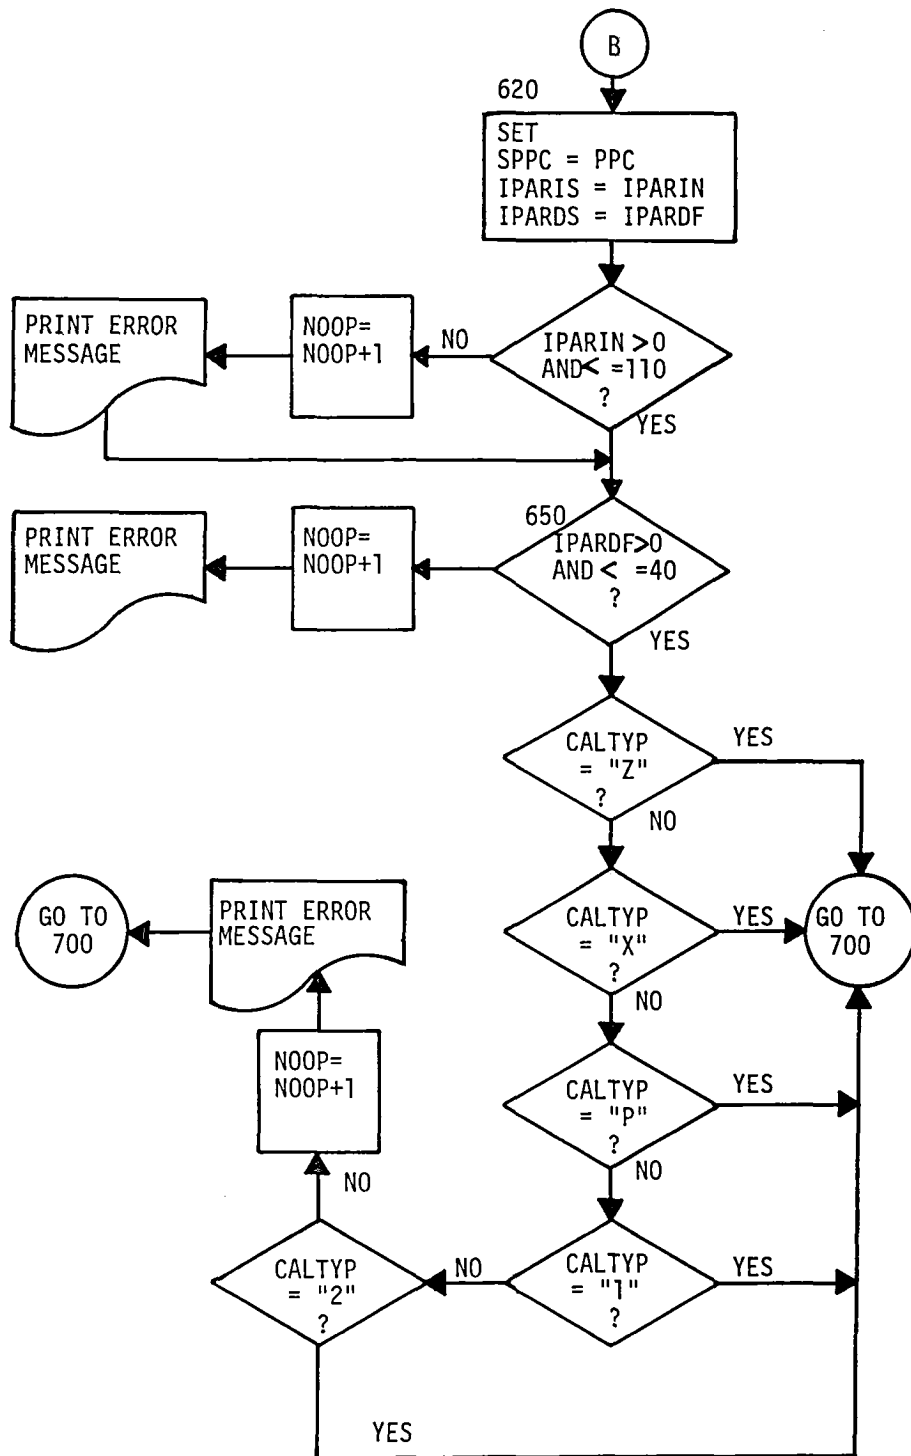 B
620
SET
SPPC = PPC
IPARIS = IPARIN
IPARDS = IPARDF
PRINT ERROR
MESSAGE
NOOP=
NOOP+1
NO
IPARIN >0
AND< =110
?
YES
650
PRINT ERROR
MESSAGE
NOOP=
NOOP+1
IPARDF>0
AND < =40
?
YES
CALTYP
= "Z"
?
YES
NO
GO TO
700
PRINT ERROR
MESSAGE
CALTYP
= "X"
?
YES
GO TO
700
NO
NOOP=
NOOP+1
CALTYP
= "P"
?
YES
NO
NO
CALTYP
= "2"
?
NO
CALTYP
= "1"
?
YES
YES